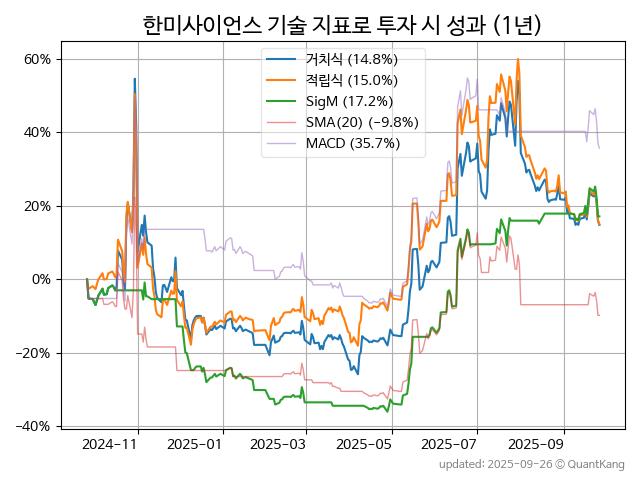 한미사이언스 기술 지표로 투자 시 성과 (1년)
60%
40%
20%
0%
−20%
−40%
거치식 (14.8%)
적립식 (15.0%)
SigM (17.2%)
SMA(20) (−9.8%)
MACD (35.7%)
2024−11
2025−01
2025−03
2025−05
2025−07
2025−09
updated: 2025−09−26 ⓒ QuantKang